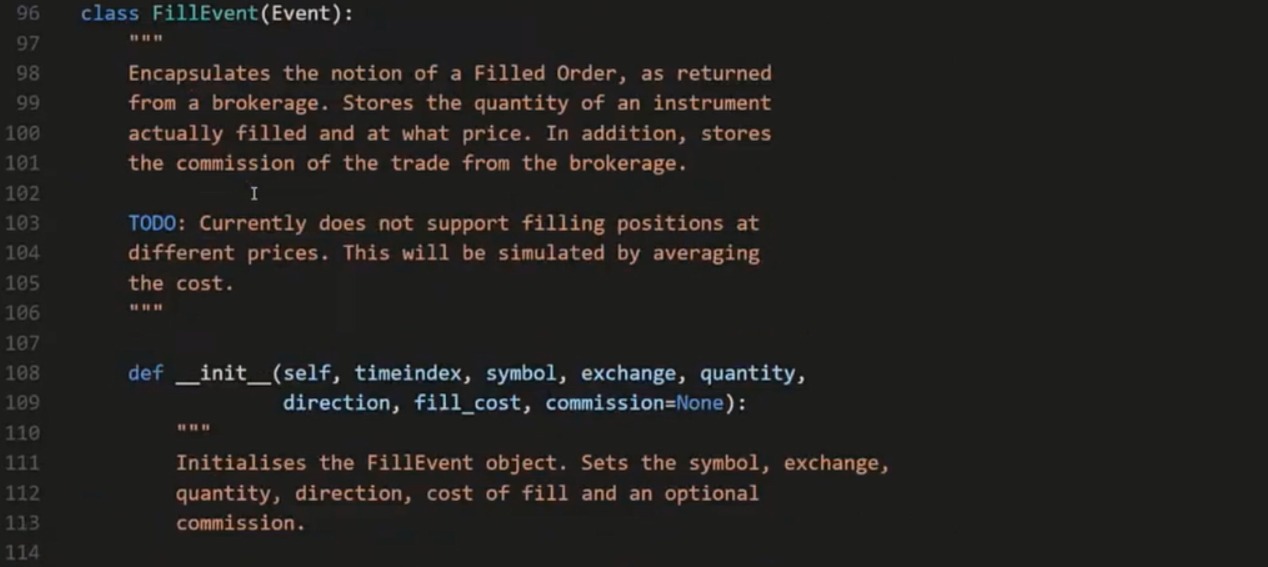 96 class FillEvent(Event):
97 """
98 Encapsulates the notion of a Filled Order, as returned
99 from a brokerage. Stores the quantity of an instrument
100 actually filled and at what price. In addition, stores
101 the commission of the trade from the brokerage.
102
103 TODO: Currently does not support filling positions at
104 different prices. This will be simulated by averaging
105 the cost.
106 """
107
108 def __init__(self, timeindex, symbol, exchange, quantity,
109 direction, fill_cost, commission=None):
110 """
111 Initialises the FillEvent object. Sets the symbol, exchange,
112 quantity, direction, cost of fill and an optional
113 commission.
114